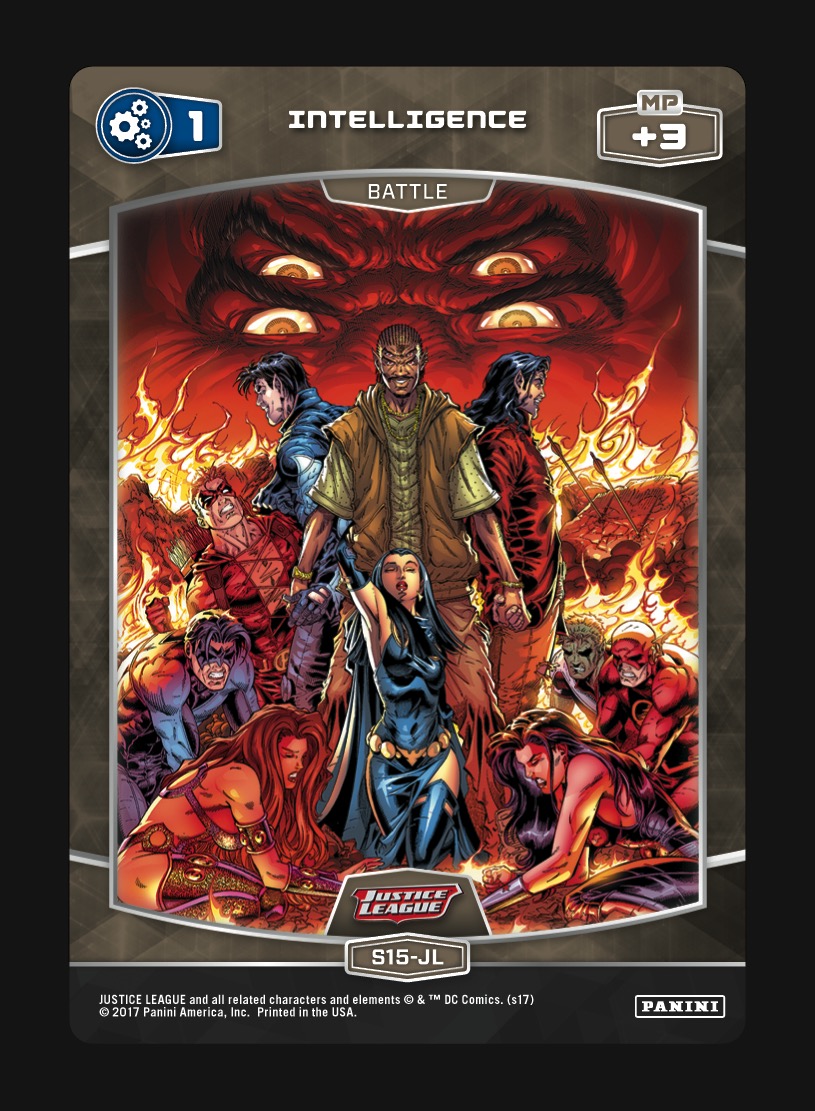 1
INTELLIGENCE
MP
+3
BATTLE
JUSTICE
LEAGUE
S15-JL
JUSTICE LEAGUE and all related characters and elements © & ™ DC Comics. (s17)
© 2017 Panini America, Inc.  Printed in the USA.
PANINI